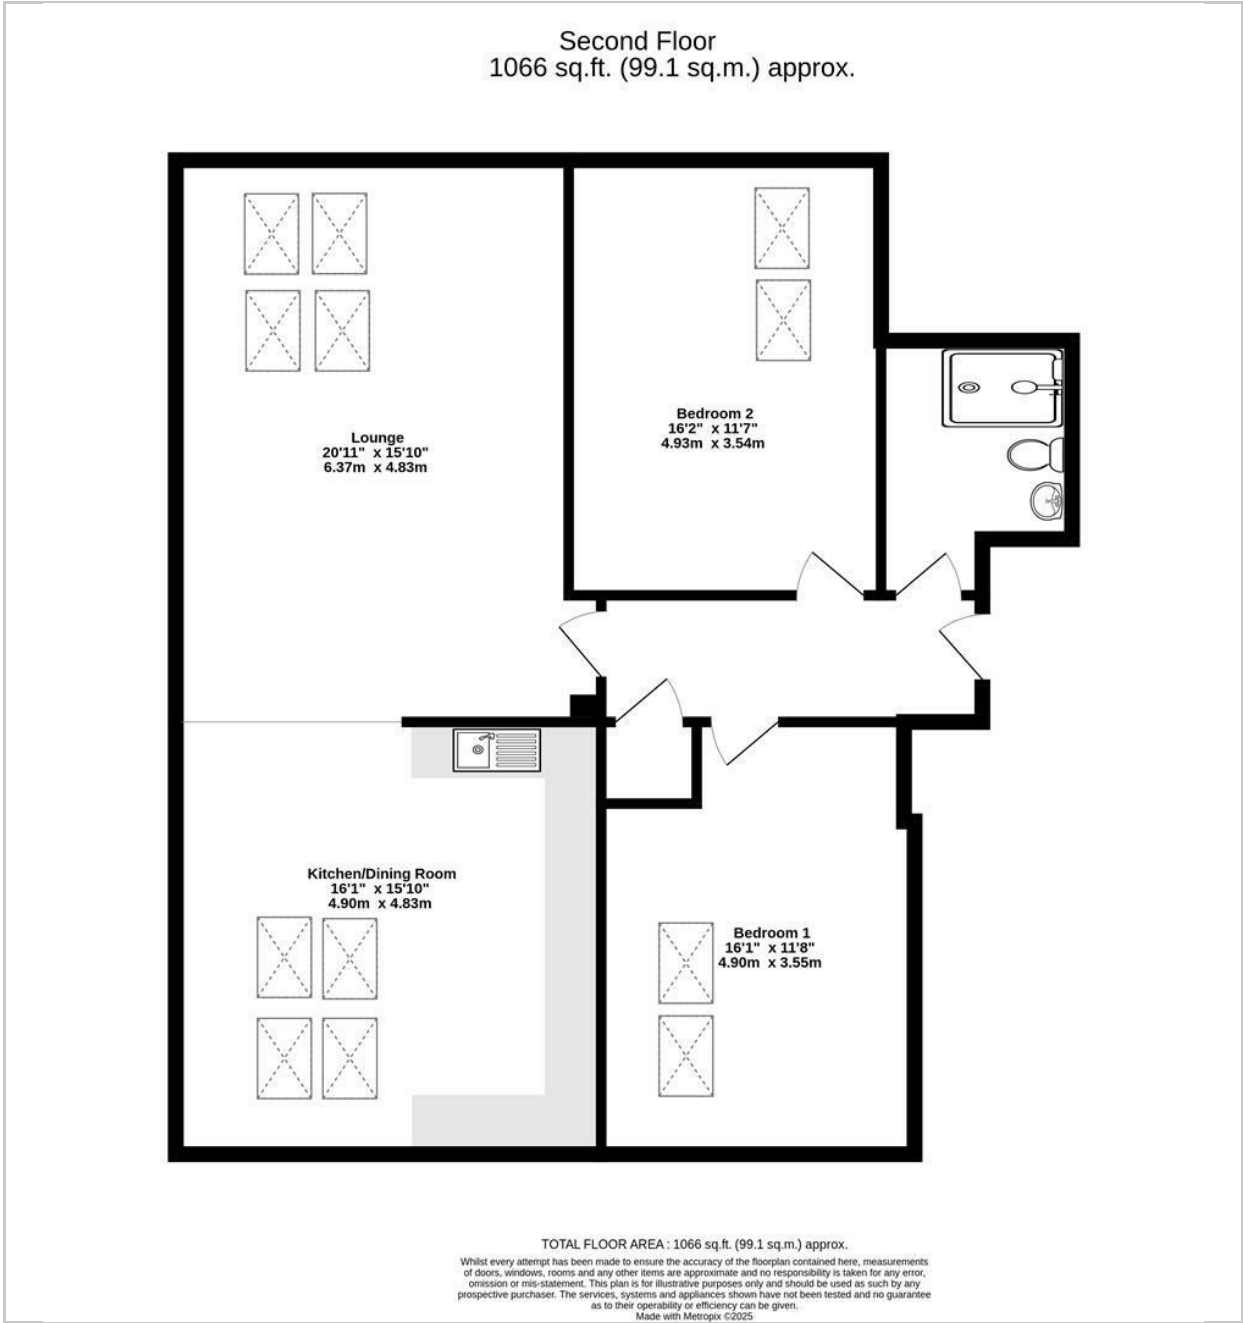 Second Floor
1066 sq.ft. (99.1 sq.m.) approx.
Lounge
20'11" x 15'10"
6.37m x 4.83m
Bedroom 2
16'2" x 11'7"
4.93m x 3.54m
Kitchen/Dining Room
16'1" x 15'10"
4.90m x 4.83m
Bedroom 1
16'1" x 11'8"
4.90m x 3.55m
TOTAL FLOOR AREA : 1066 sq.ft. (99.1 sq.m.) approx.
Whilst every attempt has been made to ensure the accuracy of the floorplan contained here, measurements
of doors, windows, rooms and any other items are approximate and no responsibility is taken for any error,
omission or mis-statement. This plan is for illustrative purposes only and should be used as such by any
prospective purchaser. The services, systems and appliances shown have not been tested and no guarantee
as to their operability or efficiency can be given.
Made with Metropix ©2025